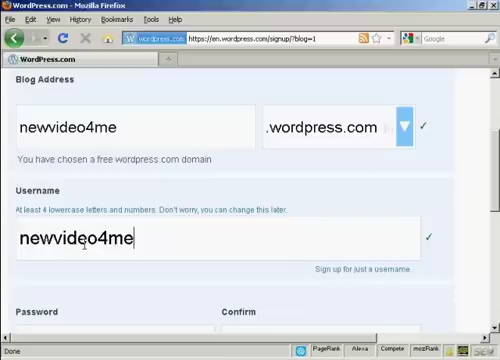 WordPress.com - Mozilla Firefox
File Edit View History Bookmarks Tools Help
wordpress.com https://en.wordpress.com/signup/?blog=1
Google
WordPress.com
Blog Address
newvideo4me
.wordpress.com
You have chosen a free wordpress.com domain
Username
At least 4 lowercase letters and numbers. Don't worry, you can change this later.
newvideo4me
Sign up for just a username.
Password Confirm
Done
PageRank Alexa Compete mozRank